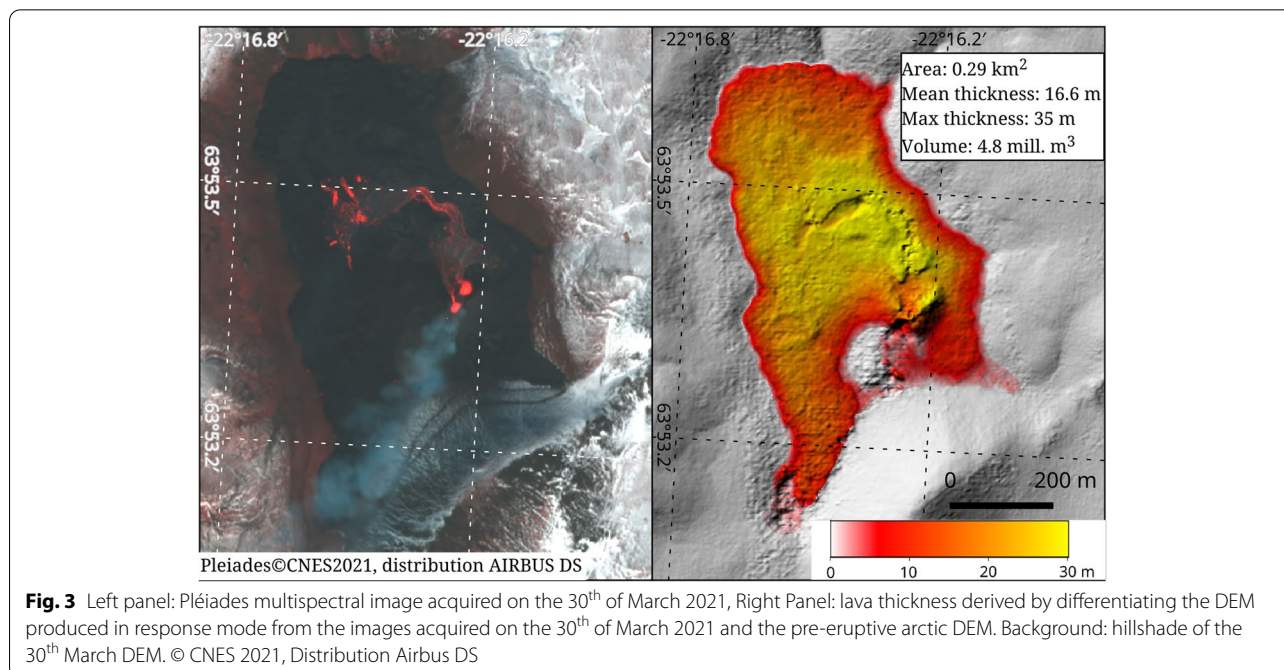 -22°16.8′
-22°16.2′
63°53.5′
63°53.2′
Pleiades©CNES2021, distribution AIRBUS DS
-22°16.8′
-22°16.2′
Area: 0.29 km²
Mean thickness: 16.6 m
Max thickness: 35 m
Volume: 4.8 mill. m³
63°53.5′
63°53.2′
0 200 m
0 10 20 30 m
Fig. 3 Left panel: Pléiades multispectral image acquired on the 30th of March 2021, Right Panel: lava thickness derived by differentiating the DEM
produced in response mode from the images acquired on the 30th of March 2021 and the pre-eruptive arctic DEM. Background: hillshade of the
30th March DEM. © CNES 2021, Distribution Airbus DS